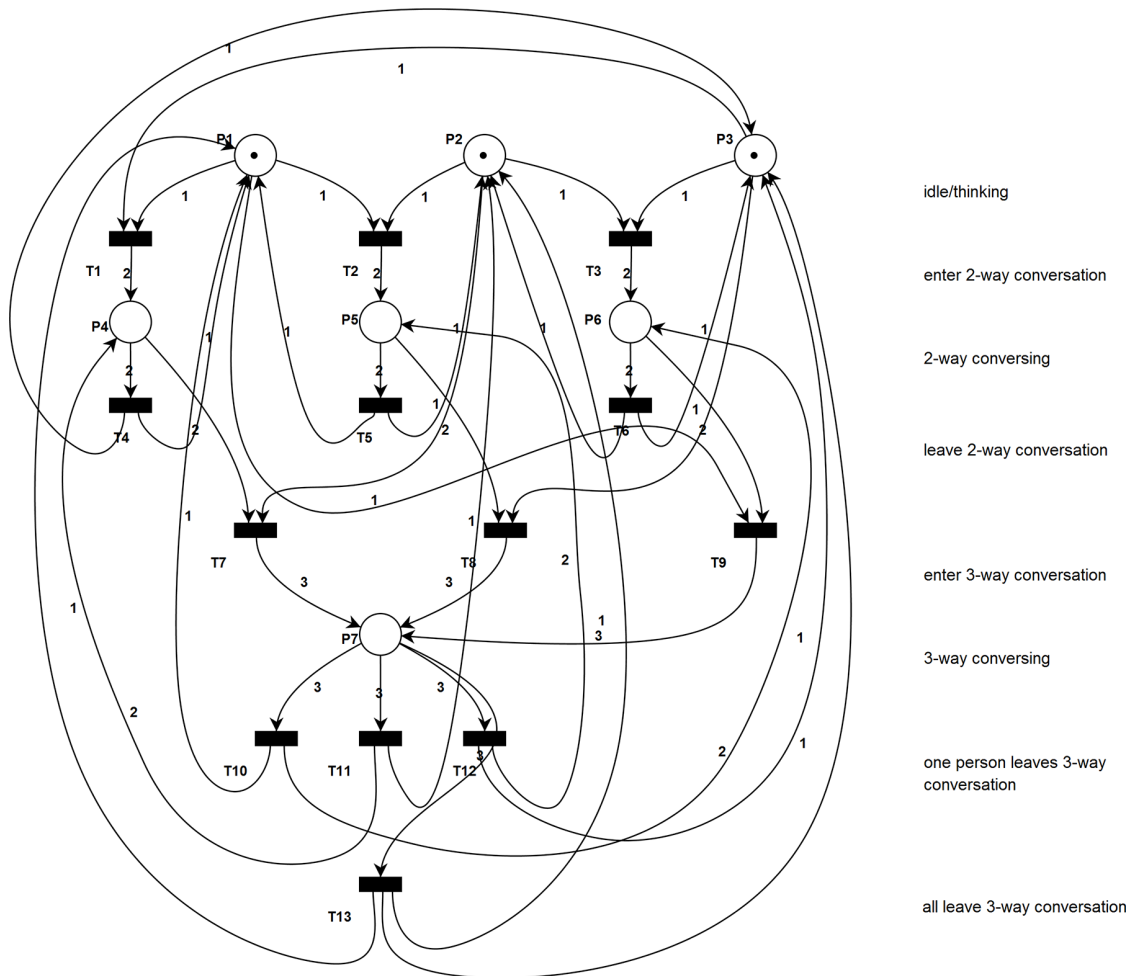 1
1
P1
P2
P3
idle/thinking
1
1
1
1
1
T1
2
T2
2
T3
2
enter 2-way conversation
P4
P5
P6
1
1
1
1
1
2-way conversing
2
2
2
1
1
T4
2
T5
2
T6
2
leave 2-way conversation
1
1
1
T7
T8
2
T9
enter 3-way conversation
3
3
1
1
3
1
P7
3-way conversing
3
3
3
2
1
2
3
T10
T11
T12
one person leaves 3-way
conversation
T13
all leave 3-way conversation